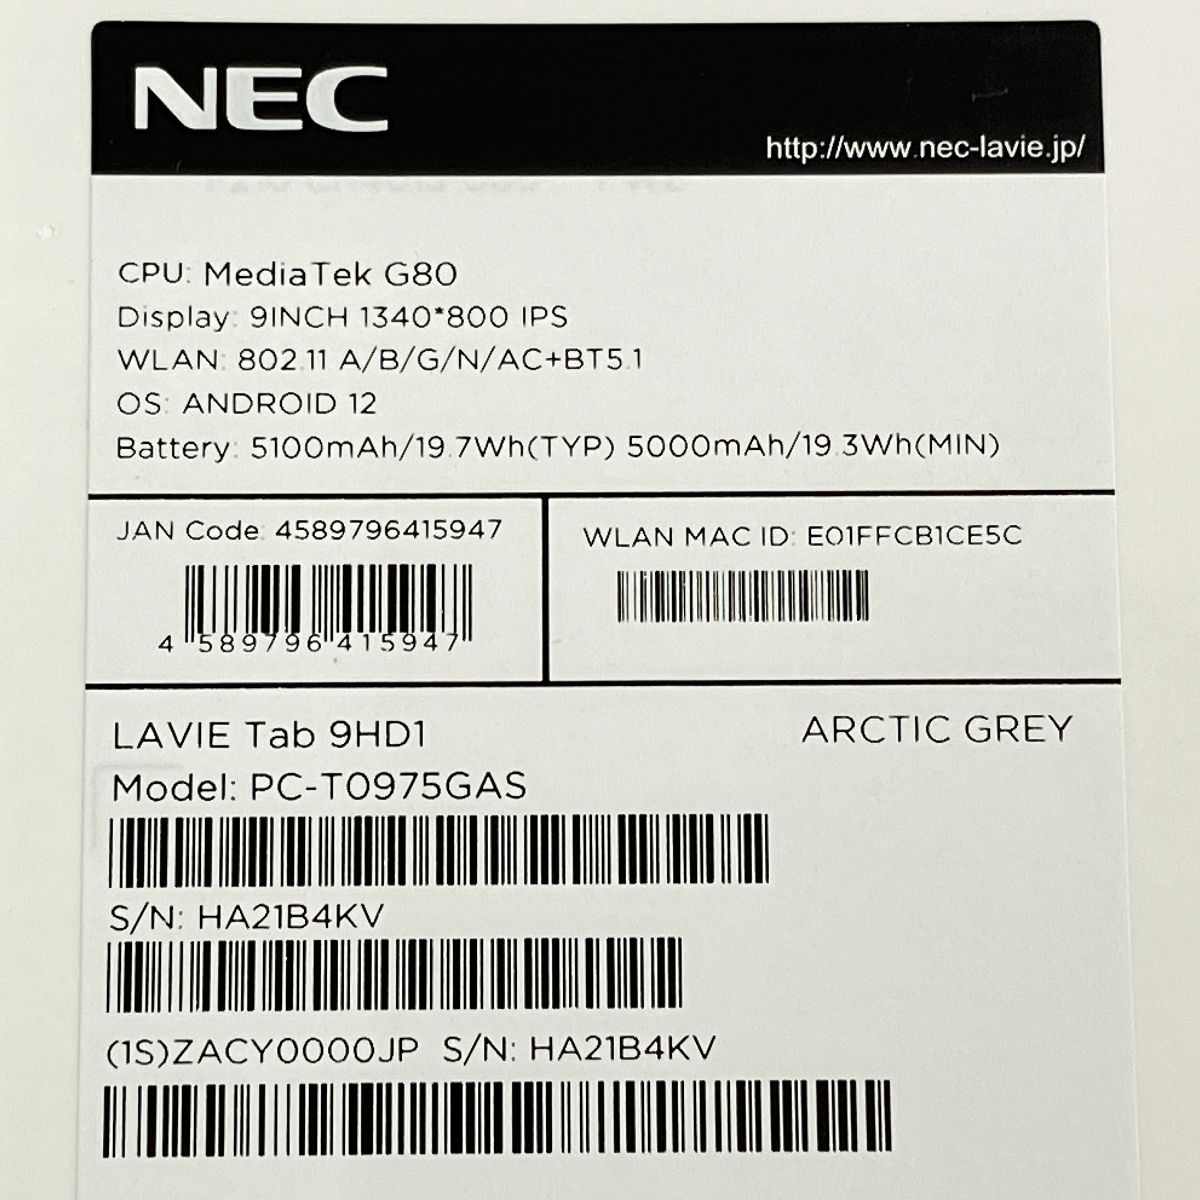 NEC
http://www.nec-lavie.jp/
CPU: MediaTek G80
Display: 9INCH 1340*800 IPS
WLAN: 802.11 A/B/G/N/AC+BT5.1
OS: ANDROID 12
Battery: 5100mAh/19.7Wh(TYP) 5000mAh/19.3Wh(MIN)
JAN Code: 4589796415947
4 589796 415947
WLAN MAC ID: E01FFCB1CE5C
LAVIE Tab 9HD1
ARCTIC GREY
Model: PC-T0975GAS
S/N: HA21B4KV
(1S)ZACY0000JP S/N: HA21B4KV